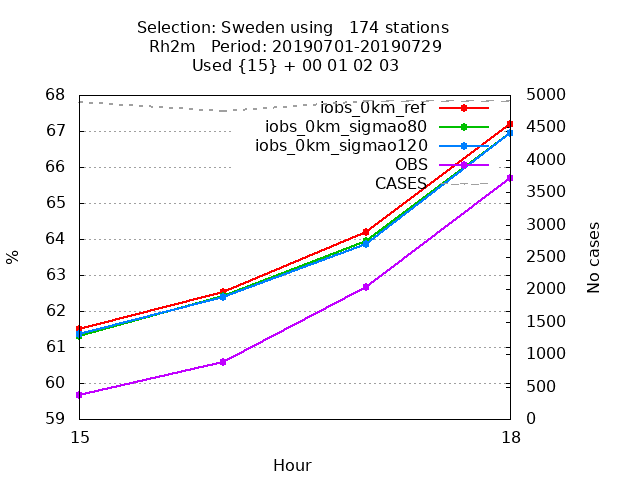 Selection: Sweden using   174 stations
Rh2m   Period: 20190701-20190729
Used {15} + 00 01 02 03
68
67
66
65
64
63
62
61
60
59
%
iobs_0km_ref
iobs_0km_sigmao80
iobs_0km_sigmao120
OBS
CASES
5000
4500
4000
3500
3000
2500
2000
1500
1000
500
0
No cases
15
18
Hour